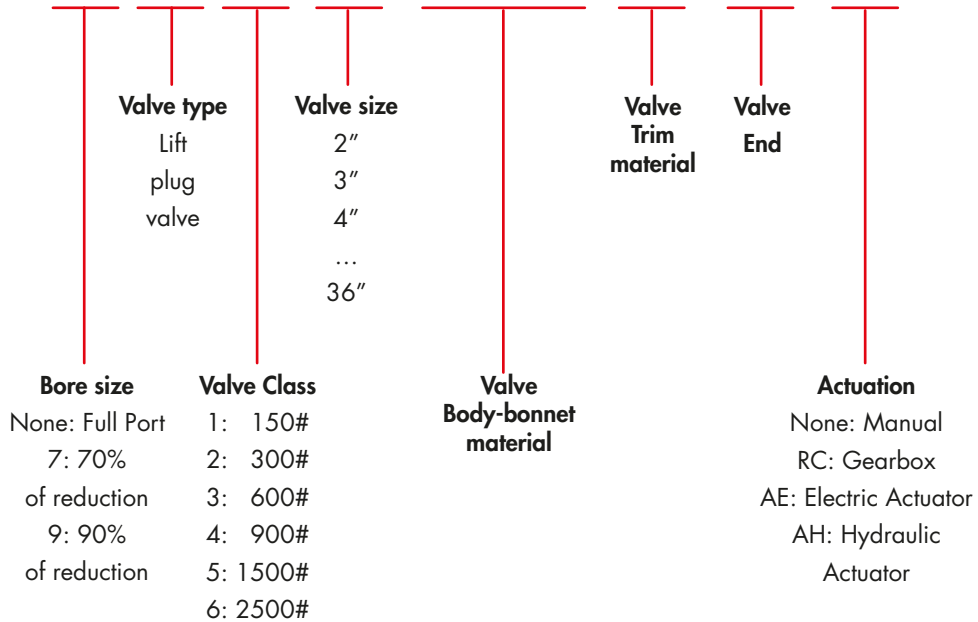 Valve type
Lift
plug
valve
Valve size
2″
3″
4″
...
36″
Valve
Trim
material
Valve
End
Bore size
None: Full Port
7: 70%
of reduction
9: 90%
of reduction
Valve Class
1: 150#
2: 300#
3: 600#
4: 900#
5: 1500#
6: 2500#
Valve
Body-bonnet
material
Actuation
None: Manual
RC: Gearbox
AE: Electric Actuator
AH: Hydraulic
Actuator